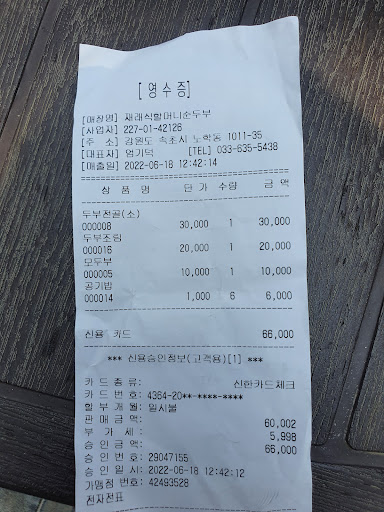 [ 영수증]
[매장명] 재래식할머니순두부
[사업자] 227-01-42126
[주 소] 강원도 속초시 노학동 1011-35
[대표자] 엄기덕 [TEL] 033-635-5438
[매출일] 2022-06-18 12:42:14
상 품 명 단 가 수량 금 액
두부전골(소)
000008 30,000 1 30,000
두부조림
000016 20,000 1 20,000
모두부
000005 10,000 1 10,000
공기밥
000014 1,000 6 6,000
신용 카드 66,000
*** 신용승인정보(고객용)[1] ***
카 드 종 류: 신한카드체크
카 드 번 호: 4364-20**-****-****
할 부 개 월: 일시불
판 매 금 액: 60,002
부 가 세 : 5,998
승 인 금 액: 66,000
승 인 번 호: 29047155
승 인 일 시: 2022-06-18 12:42:12
가맹점 번호: 42493528
전자전표